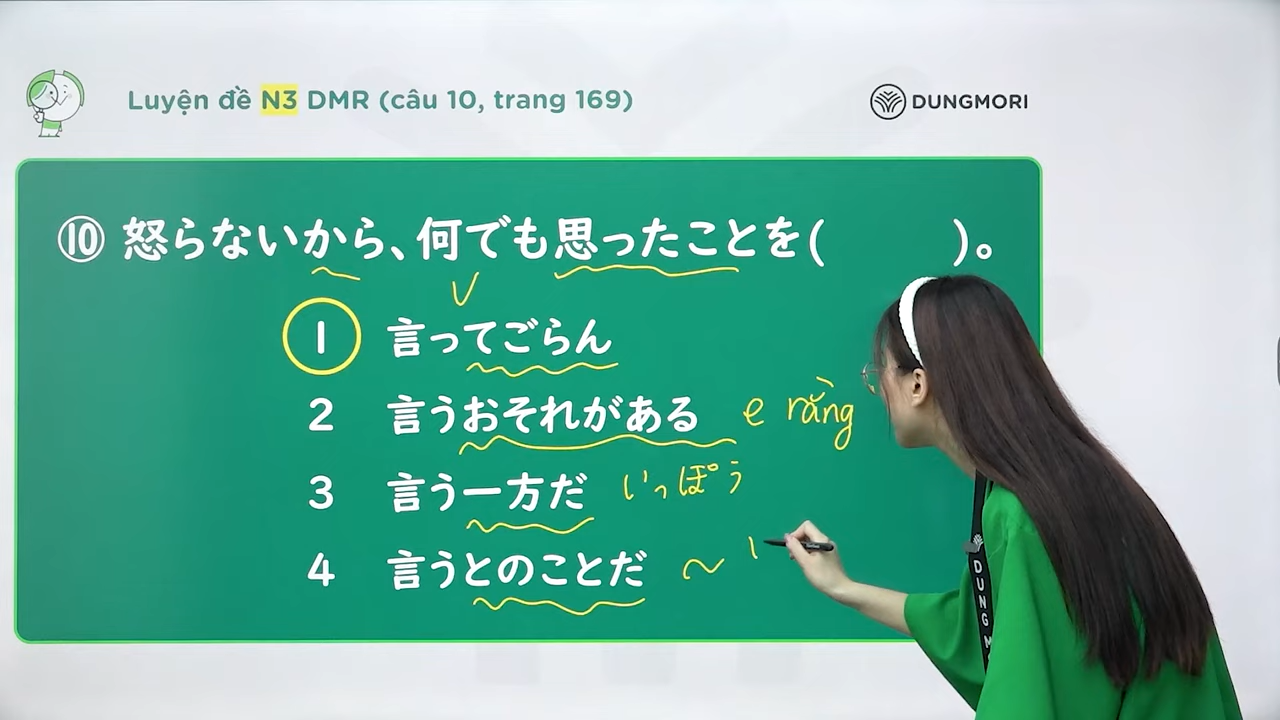 Luyện đề N3 DMR (câu 10, trang 169)
DUNGMORI
⑩ 怒らないから、何でも思ったことを( )。
1 言ってごらん
2 言うおそれがある e rằng
3 言う一方だ いっぽう
4 言うとのことだ ~
DUNG M